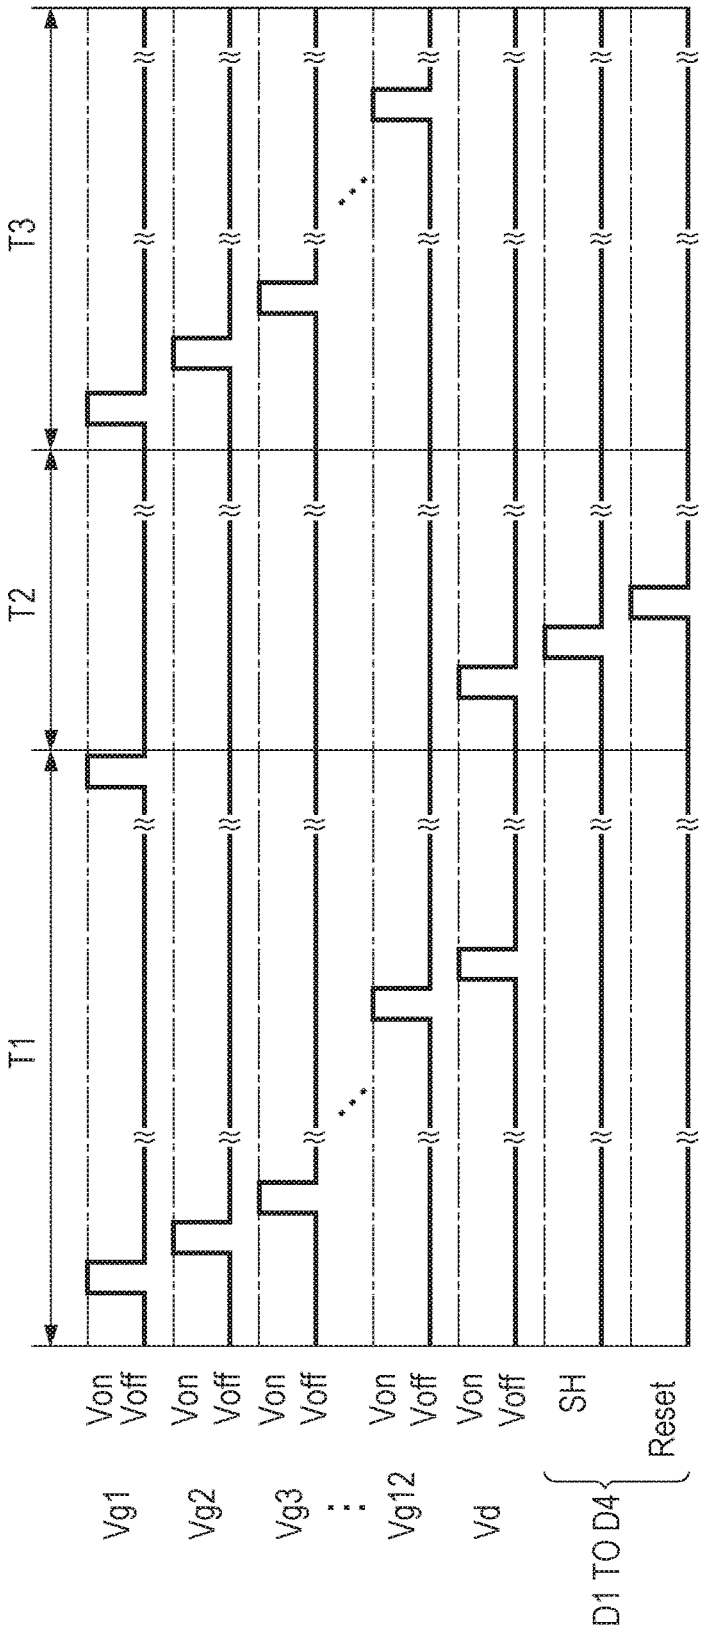 T1 T2 T3
Vg1 Von
Voff
Vg2 Von
Voff
Vg3 Von
Voff
Vg12 Von
Voff
Vd Von
Voff
D1 TO D4 SH
Reset